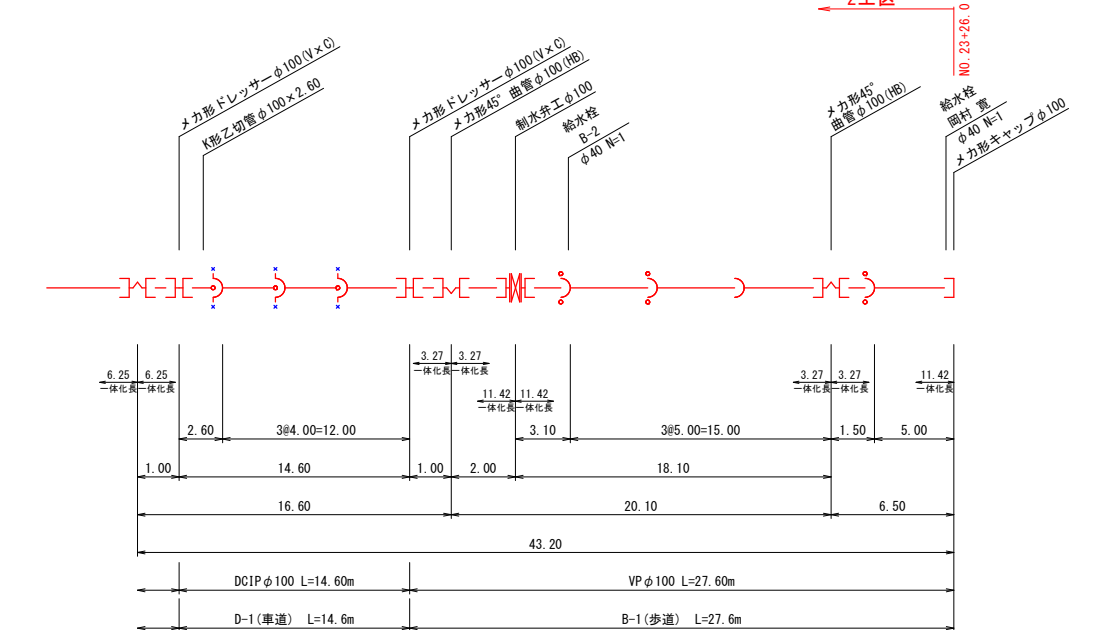 2工区
NO. 23+26.0
メカ形ドレッサーφ100(V×C)
K形乙切管φ100×2.60
メカ形ドレッサーφ100(V×C)
メカ形45° 曲管φ100(HB)
制水弁工φ100
給水栓
B-2
φ40 N=1
メカ形45°
曲管φ100(HB)
給水栓
岡村 寛
φ40 N=1
メカ形キャップφ100
6.25 6.25
一体化長 一体化長
3.27 3.27
一体化長 一体化長
11.42 11.42
一体化長 一体化長
3.27 3.27
一体化長 一体化長
11.42
一体化長
2.60 3@4.00=12.00 3.10 3@5.00=15.00 1.50 5.00
1.00 14.60 1.00 2.00 18.10
16.60 20.10 6.50
43.20
DCIPφ100 L=14.60m VPφ100 L=27.60m
D-1(車道) L=14.6m B-1(歩道) L=27.6m